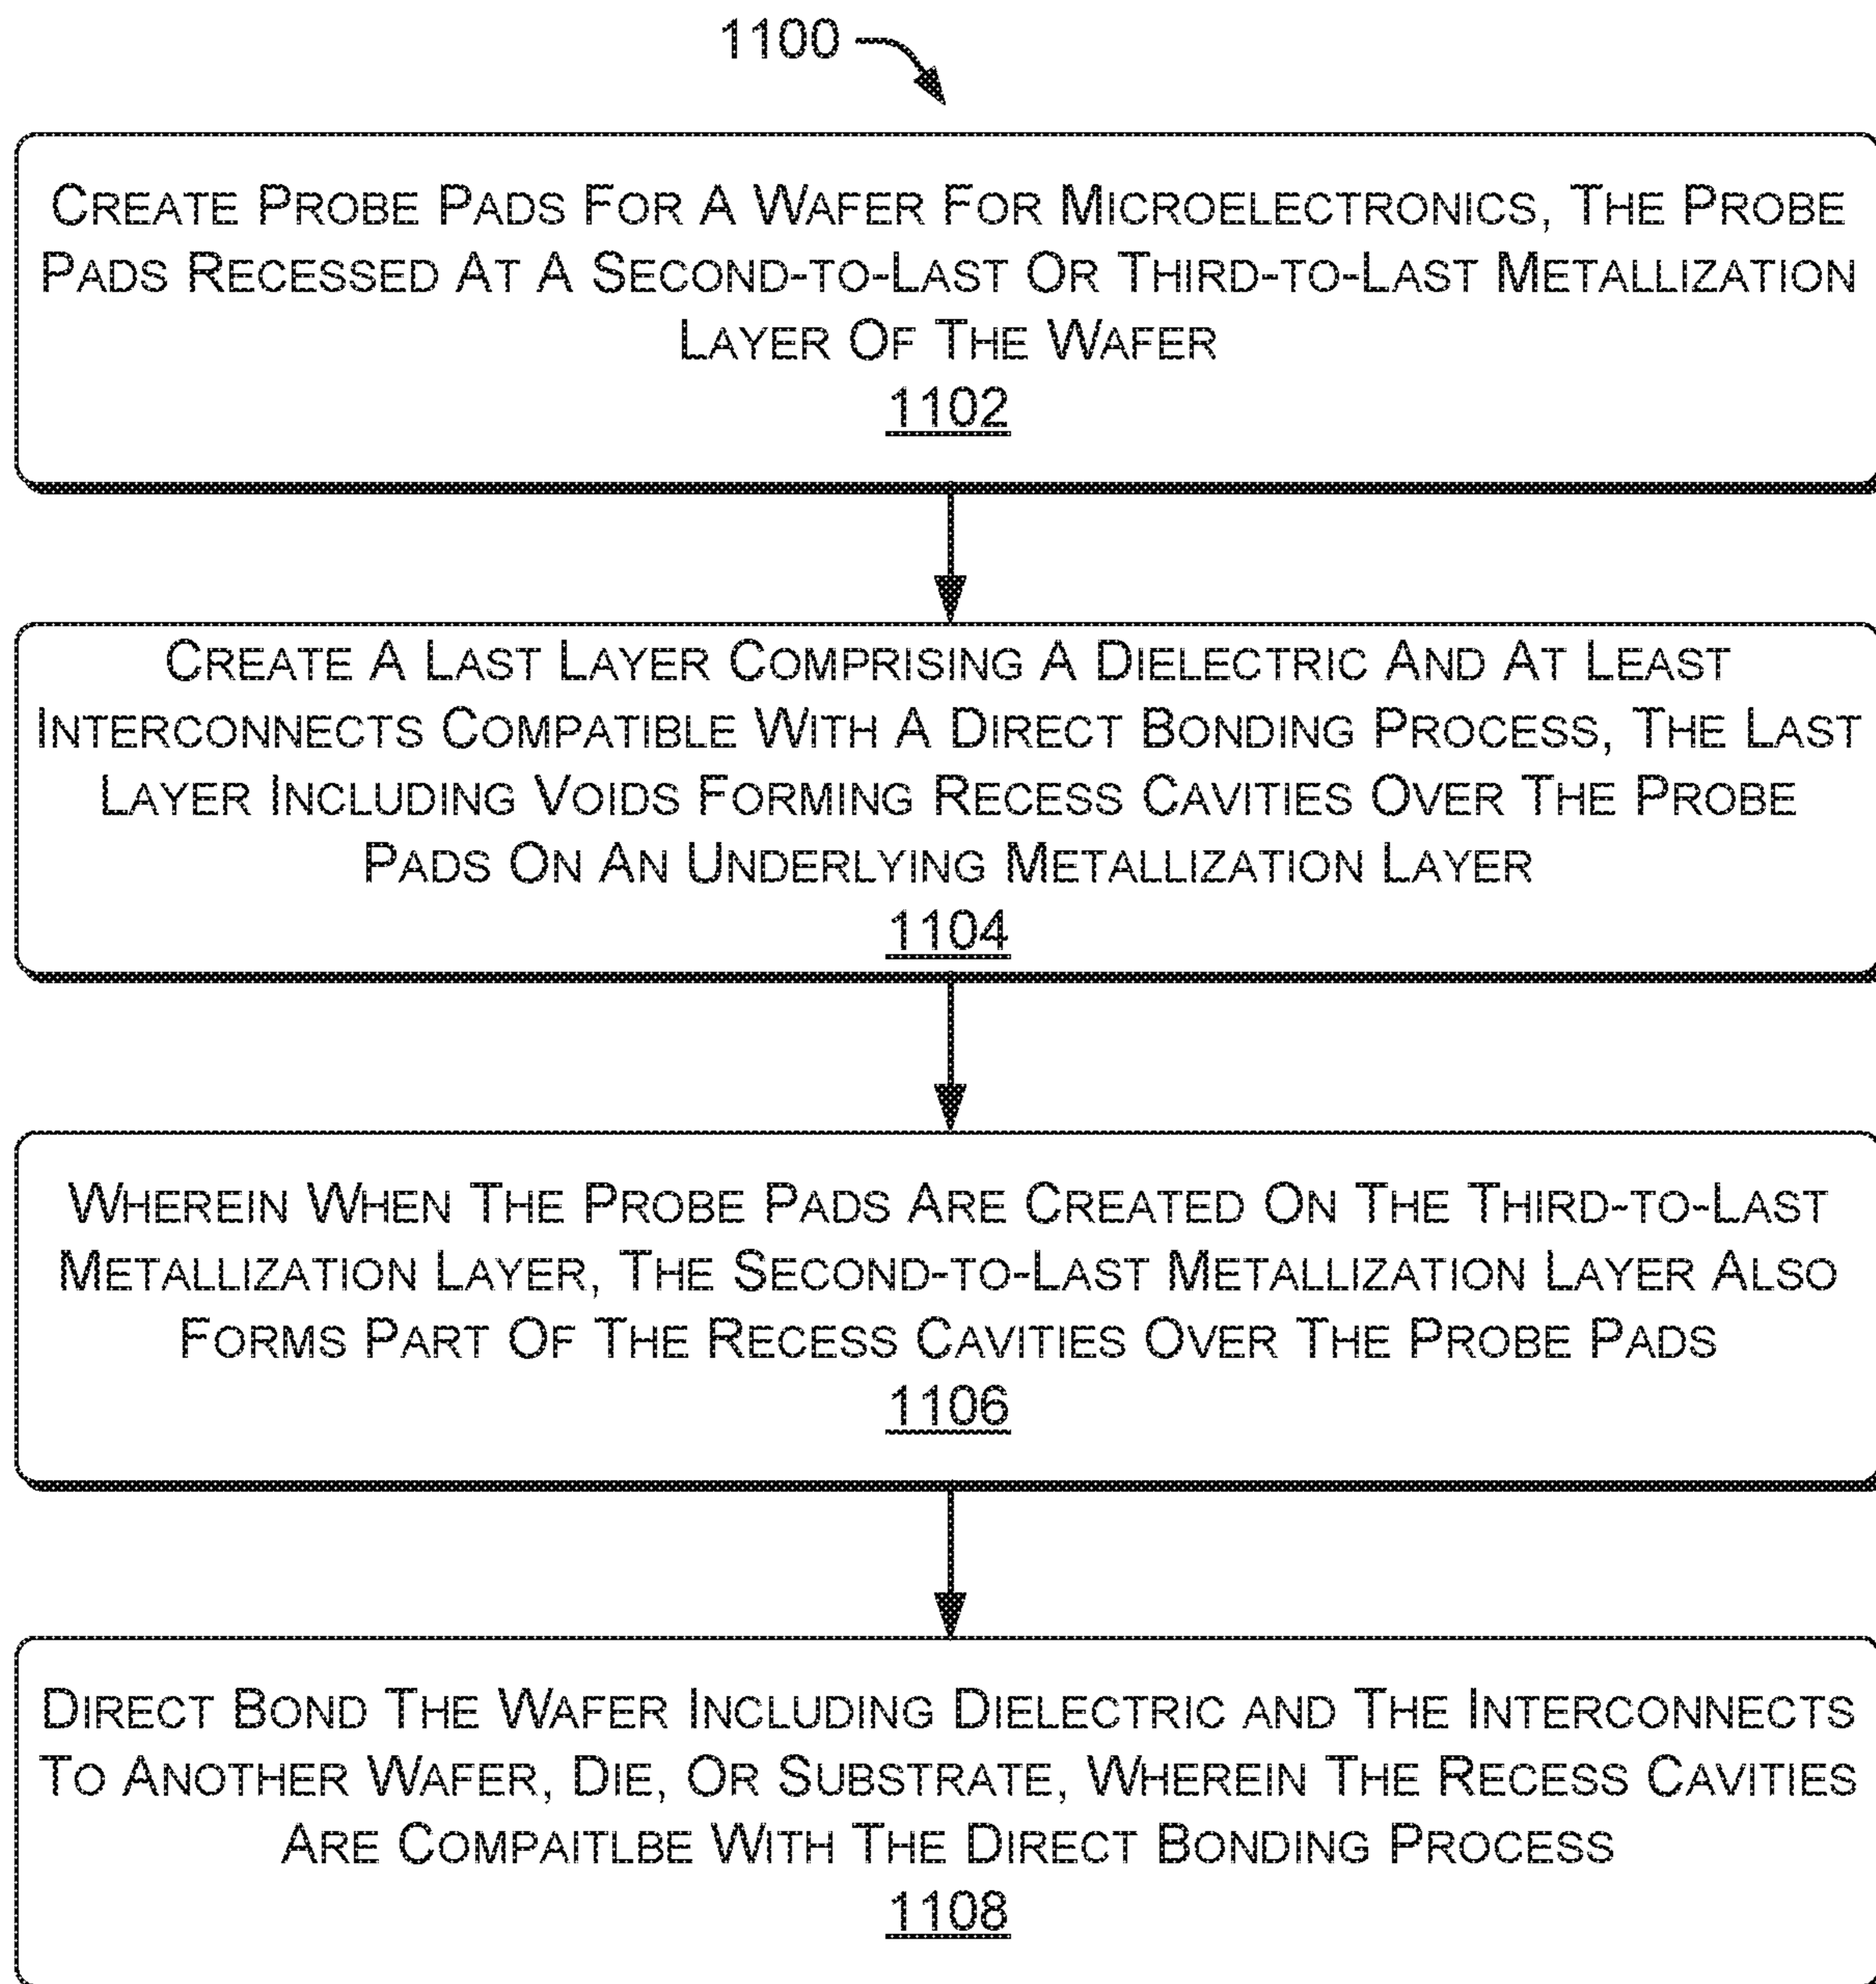 1100
CREATE PROBE PADS FOR A WAFER FOR MICROELECTRONICS, THE PROBE
PADS RECESSED AT A SECOND-TO-LAST OR THIRD-TO-LAST METALLIZATION
LAYER OF THE WAFER
1102
CREATE A LAST LAYER COMPRISING A DIELECTRIC AND AT LEAST
INTERCONNECTS COMPATIBLE WITH A DIRECT BONDING PROCESS, THE LAST
LAYER INCLUDING VOIDS FORMING RECESS CAVITIES OVER THE PROBE
PADS ON AN UNDERLYING METALLIZATION LAYER
1104
WHEREIN WHEN THE PROBE PADS ARE CREATED ON THE THIRD-TO-LAST
METALLIZATION LAYER, THE SECOND-TO-LAST METALLIZATION LAYER ALSO
FORMS PART OF THE RECESS CAVITIES OVER THE PROBE PADS
1106
DIRECT BOND THE WAFER INCLUDING DIELECTRIC AND THE INTERCONNECTS
TO ANOTHER WAFER, DIE, OR SUBSTRATE, WHEREIN THE RECESS CAVITIES
ARE COMPAITLBE WITH THE DIRECT BONDING PROCESS
1108